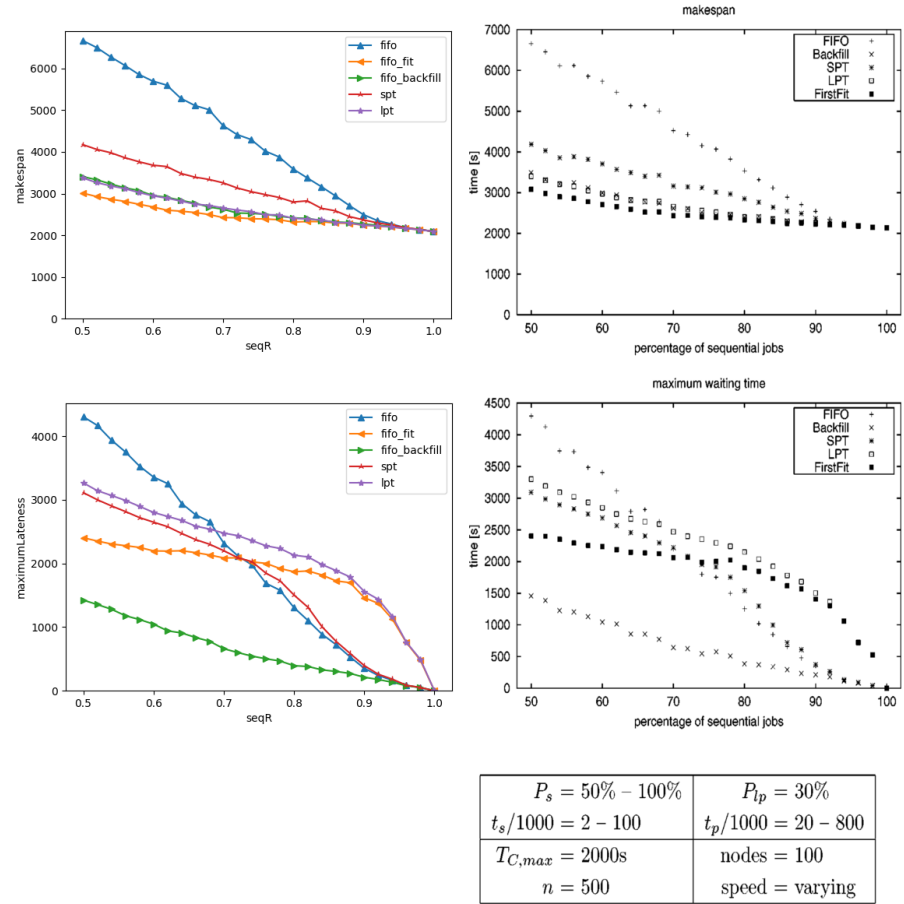 makespan
6000
5000
4000
3000
2000
1000
0
0.5 0.6 0.7 0.8 0.9 1.0
seqR
fifo
fifo_fit
fifo_backfill
spt
lpt
makespan
time [s]
7000
6000
5000
4000
3000
2000
1000
0
50 60 70 80 90 100
percentage of sequential jobs
FIFO
Backfill
SPT
LPT
FirstFit
maximumLateness
4000
3000
2000
1000
0
0.5 0.6 0.7 0.8 0.9 1.0
seqR
fifo
fifo_fit
fifo_backfill
spt
lpt
maximum waiting time
time [s]
4500
4000
3500
3000
2500
2000
1500
1000
500
0
50 60 70 80 90 100
percentage of sequential jobs
FIFO
Backfill
SPT
LPT
FirstFit
P_s = 50% – 100% P_lp = 30%
t_s/1000 = 2 – 100 t_p/1000 = 20 – 800
T_C,max = 2000s nodes = 100
n = 500 speed = varying